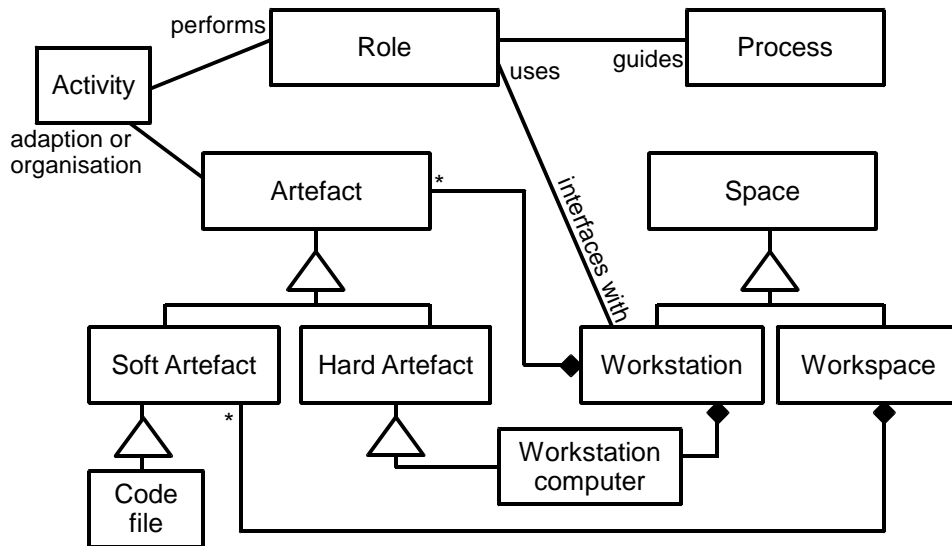 performs
Role
Process
Activity
uses
guides
adaption or
organisation
Artefact
*
interfaces with
Space
Soft Artefact
Hard Artefact
Workstation
Workspace
*
Workstation
computer
Code
file